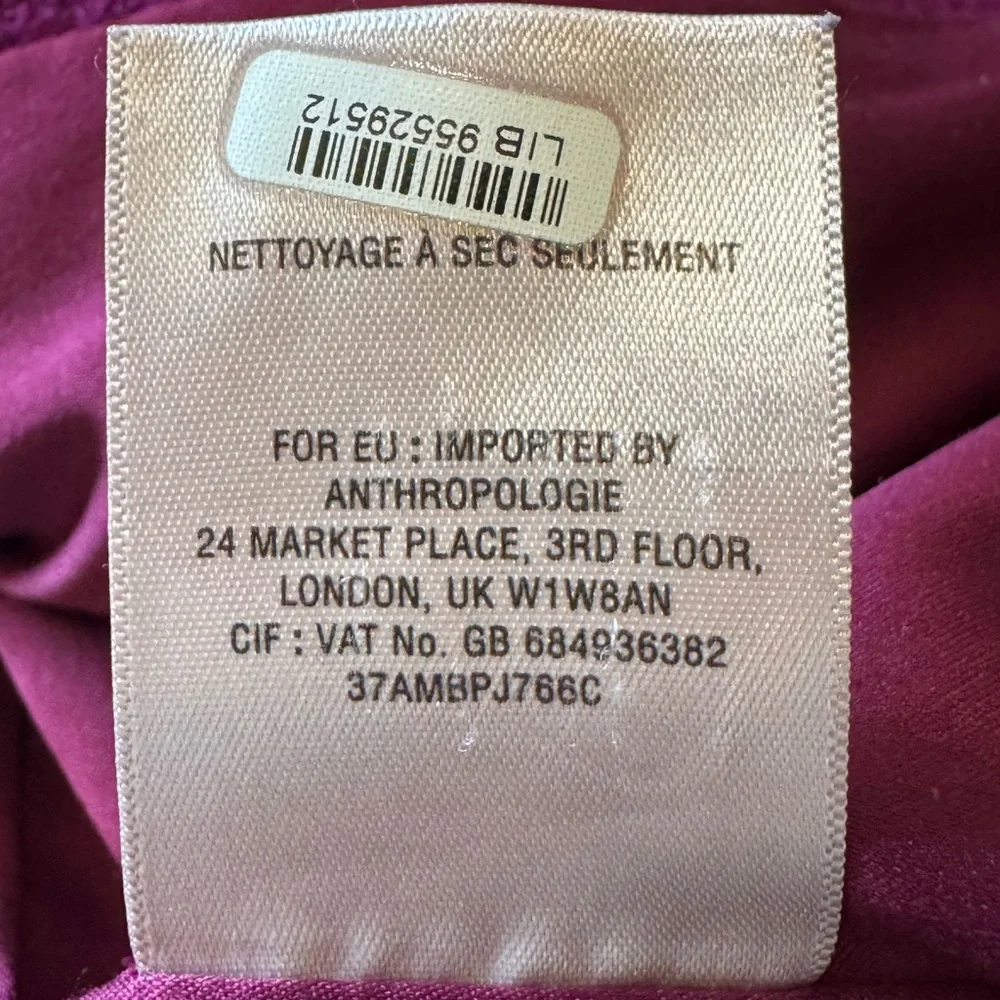 LIB 95529512
NETTOYAGE À SEC SEULEMENT
FOR EU : IMPORTED BY
ANTHROPOLOGIE
24 MARKET PLACE, 3RD FLOOR,
LONDON, UK W1W8AN
CIF : VAT No. GB 684936382
37AMBPJ766C